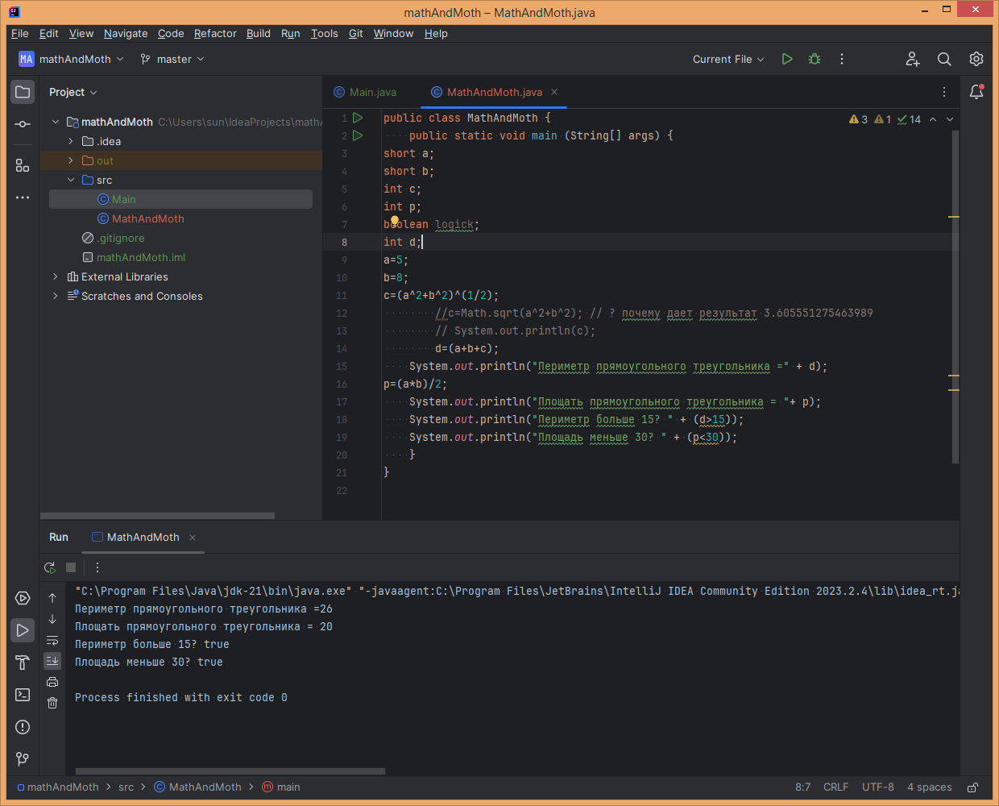 mathAndMoth – MathAndMoth.java
File Edit View Navigate Code Refactor Build Run Tools Git Window Help
MA mathAndMoth master Current File
Project
Main.java MathAndMoth.java
mathAndMoth C:\Users\sun\IdeaProjects\math
.idea
out
src
Main
MathAndMoth
.gitignore
mathAndMoth.iml
External Libraries
Scratches and Consoles
3 1 14
1 public class MathAndMoth {
2 public static void main (String[] args) {
3 short a;
4 short b;
5 int c;
6 int p;
7 boolean logick;
8 int d;
9 a=5;
10 b=8;
11 c=(a^2+b^2)^(1/2);
12 //c=Math.sqrt(a^2+b^2); // ? почему дает результат 3.605551275463989
13 // System.out.println(c);
14 d=(a+b+c);
15 System.out.println("Периметр прямоугольного треугольника =" + d);
16 p=(a*b)/2;
17 System.out.println("Площать прямоугольного треугольника = "+ p);
18 System.out.println("Периметр больше 15? " + (d>15));
19 System.out.println("Площадь меньше 30? " + (p<30));
20 }
21 }
22
Run MathAndMoth
"C:\Program Files\Java\jdk-21\bin\java.exe" "-javaagent:C:\Program Files\JetBrains\IntelliJ IDEA Community Edition 2023.2.4\lib\idea_rt.ja
Периметр прямоугольного треугольника =26
Площать прямоугольного треугольника = 20
Периметр больше 15? true
Площадь меньше 30? true
Process finished with exit code 0
mathAndMoth > src > MathAndMoth > main 8:7 CRLF UTF-8 4 spaces